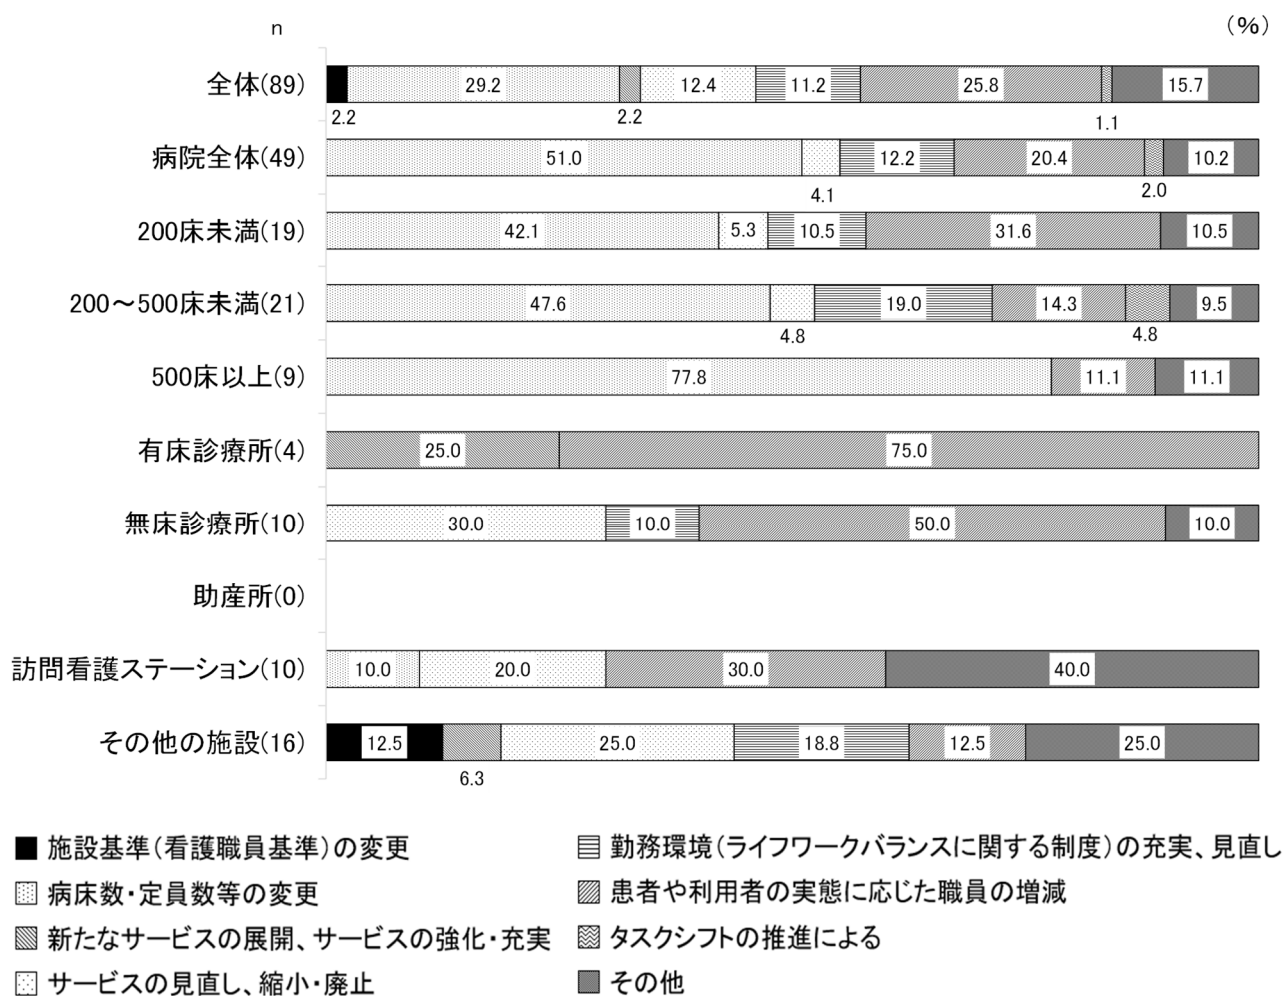 n
(%)
全体(89)
29.2
12.4
11.2
25.8
15.7
2.2
2.2
1.1
病院全体(49)
51.0
12.2
20.4
10.2
4.1
2.0
200床未満(19)
42.1
5.3
10.5
31.6
10.5
200～500床未満(21)
47.6
19.0
14.3
9.5
4.8
4.8
500床以上(9)
77.8
11.1
11.1
有床診療所(4)
25.0
75.0
無床診療所(10)
30.0
10.0
50.0
10.0
助産所(0)
訪問看護ステーション(10)
10.0
20.0
30.0
40.0
その他の施設(16)
12.5
25.0
18.8
12.5
25.0
6.3
施設基準(看護職員基準)の変更
病床数・定員数等の変更
新たなサービスの展開、サービスの強化・充実
サービスの見直し、縮小・廃止
勤務環境(ライフワークバランスに関する制度)の充実、見直し
患者や利用者の実態に応じた職員の増減
タスクシフトの推進による
その他